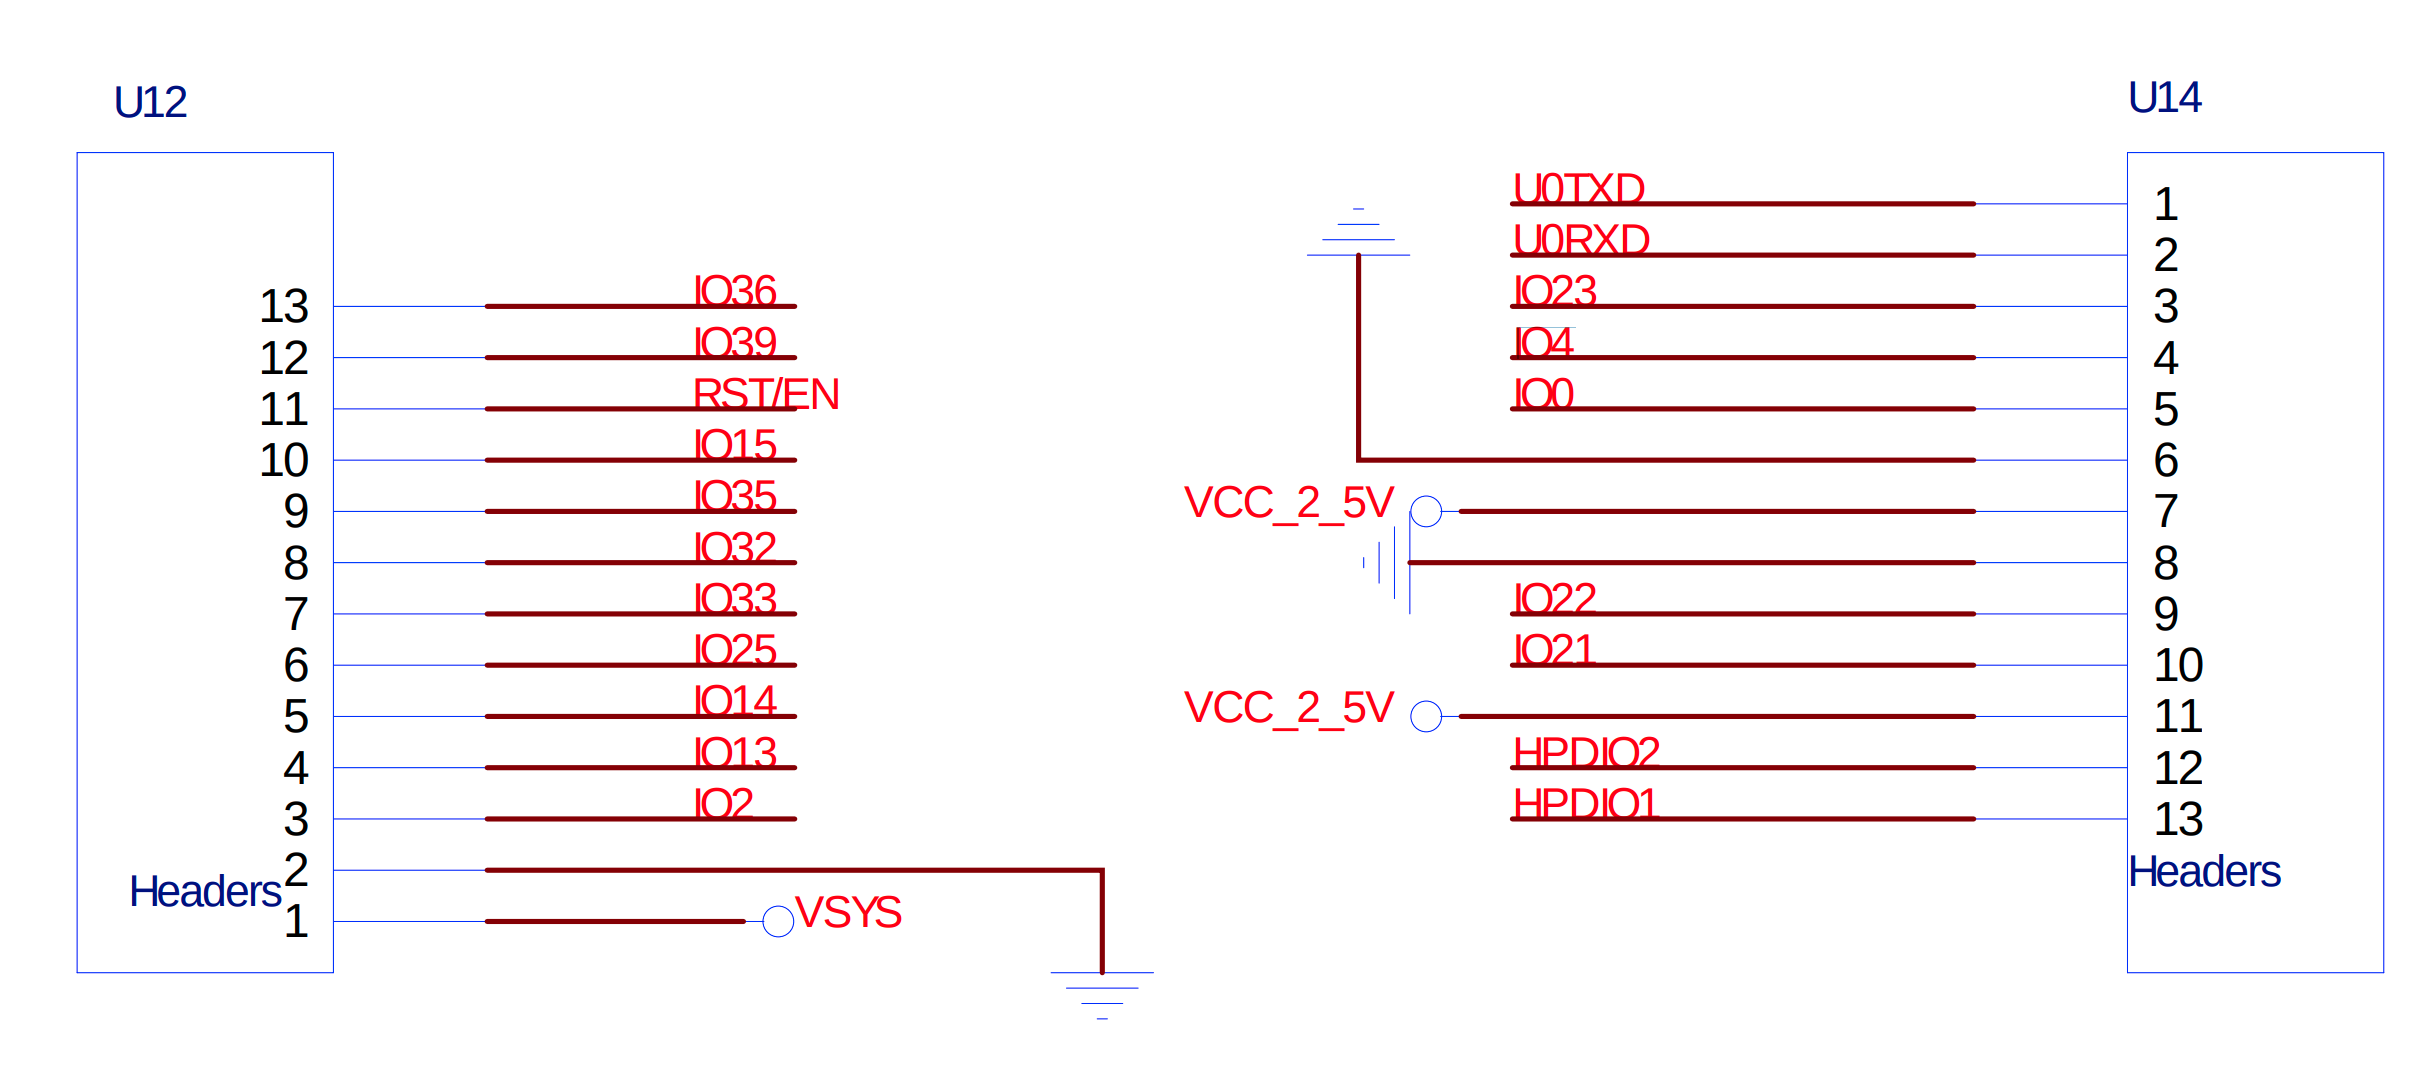 U12
13 IO36
12 IO39
11 RST/EN
10 IO15
9 IO35
8 IO32
7 IO33
6 IO25
5 IO14
4 IO13
3 IO2
2
Headers
1 VSYS
U14
U0TXD 1
U0RXD 2
IO23 3
IO4 4
IO0 5
6
VCC_2_5V 7
8
IO22 9
IO21 10
VCC_2_5V 11
HPDIO2 12
HPDIO1 13
Headers